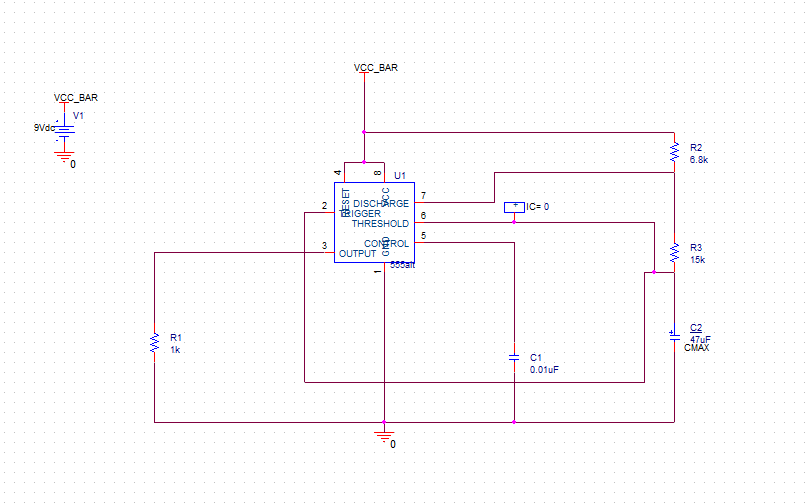 VCC_BAR
VCC_BAR
V1
9Vdc
0
R2
6.8k
4
8
U1
RESET
VCC
7
DISCHARGE
2
TRIGGER
6
THRESHOLD
IC= 0
5
CONTROL
3
OUTPUT
GND
555alt
1
R3
15k
R1
1k
C2
47uF
CMAX
C1
0.01uF
0